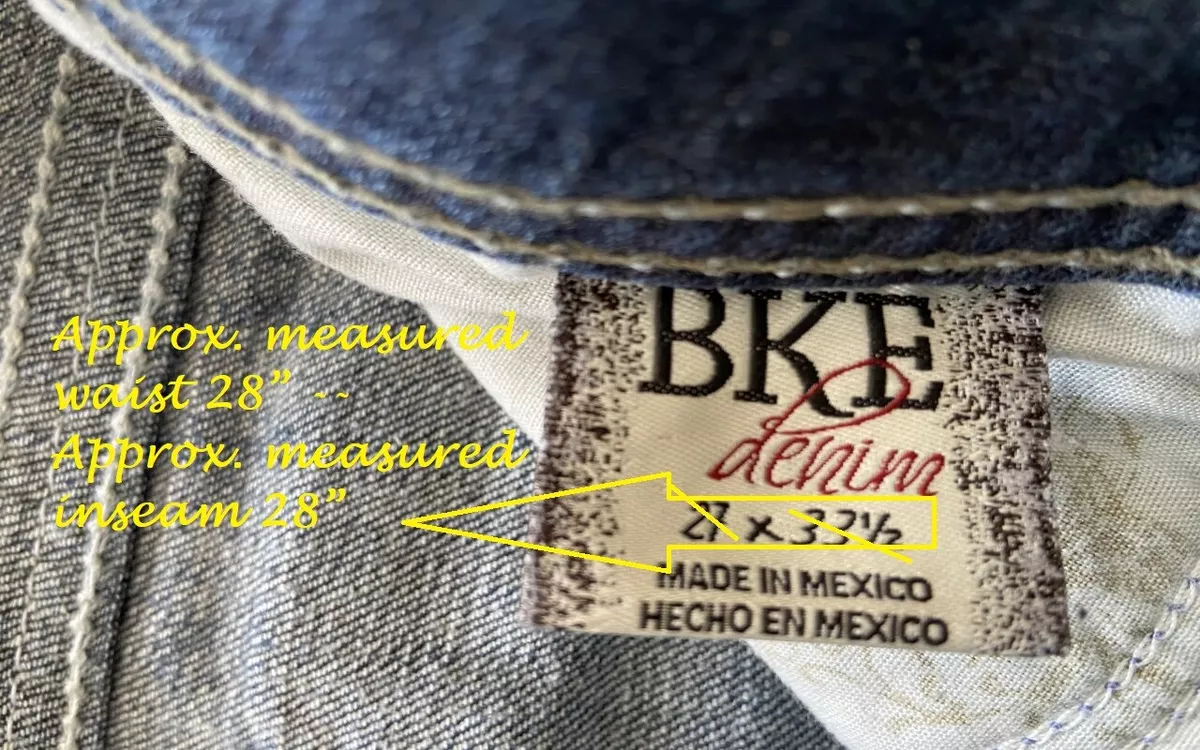 Approx. measured
waist 28” --
Approx. measured
inseam 28”
BKE
denim
27 x 33½
MADE IN MEXICO
HECHO EN MEXICO